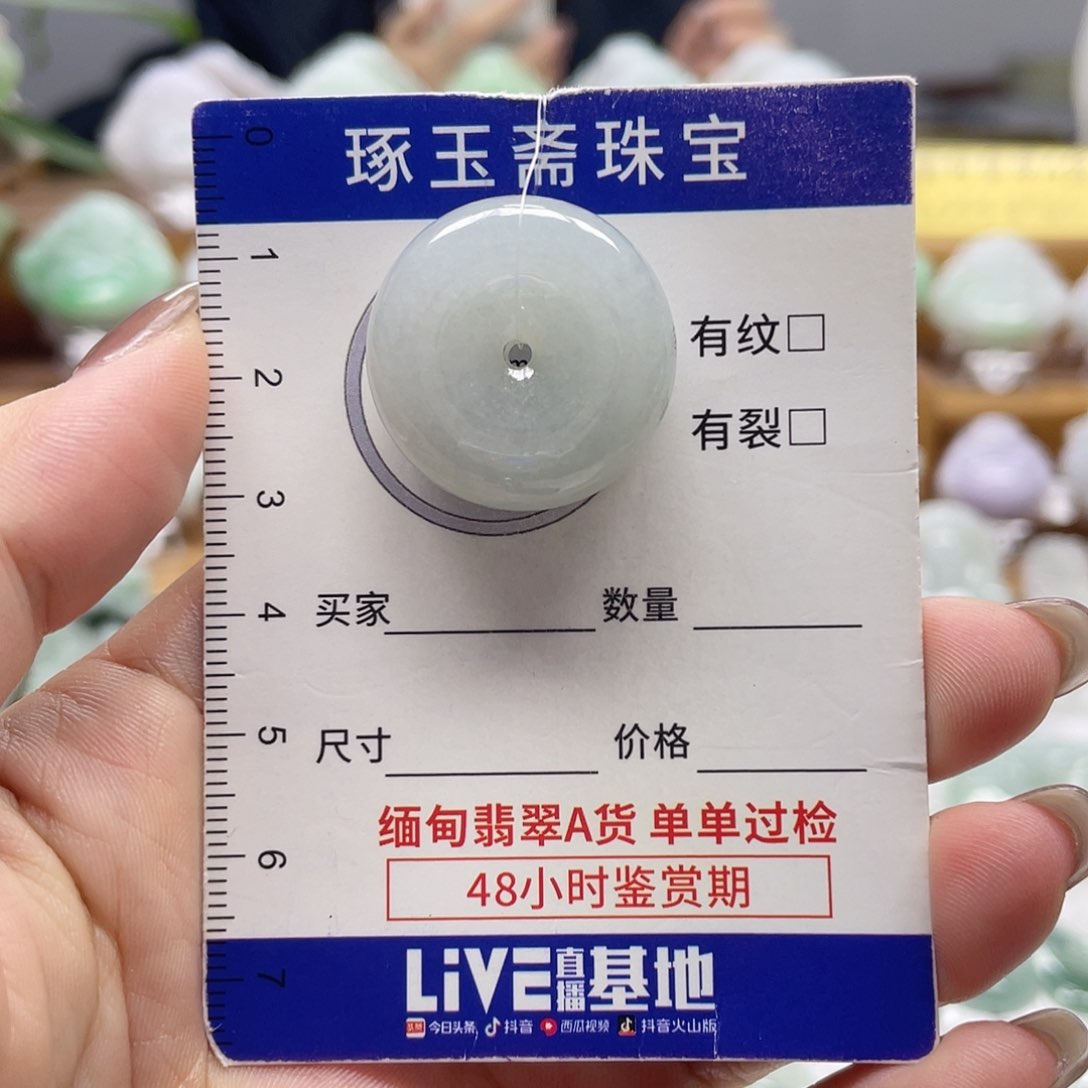 琢玉斋珠宝
0
1
2
3
4
5
6
7
有纹□
有裂□
买家 数量
尺寸 价格
缅甸翡翠A货 单单过检
48小时鉴赏期
LiVE直播基地
头条 今日头条 抖音 西瓜视频 抖音火山版